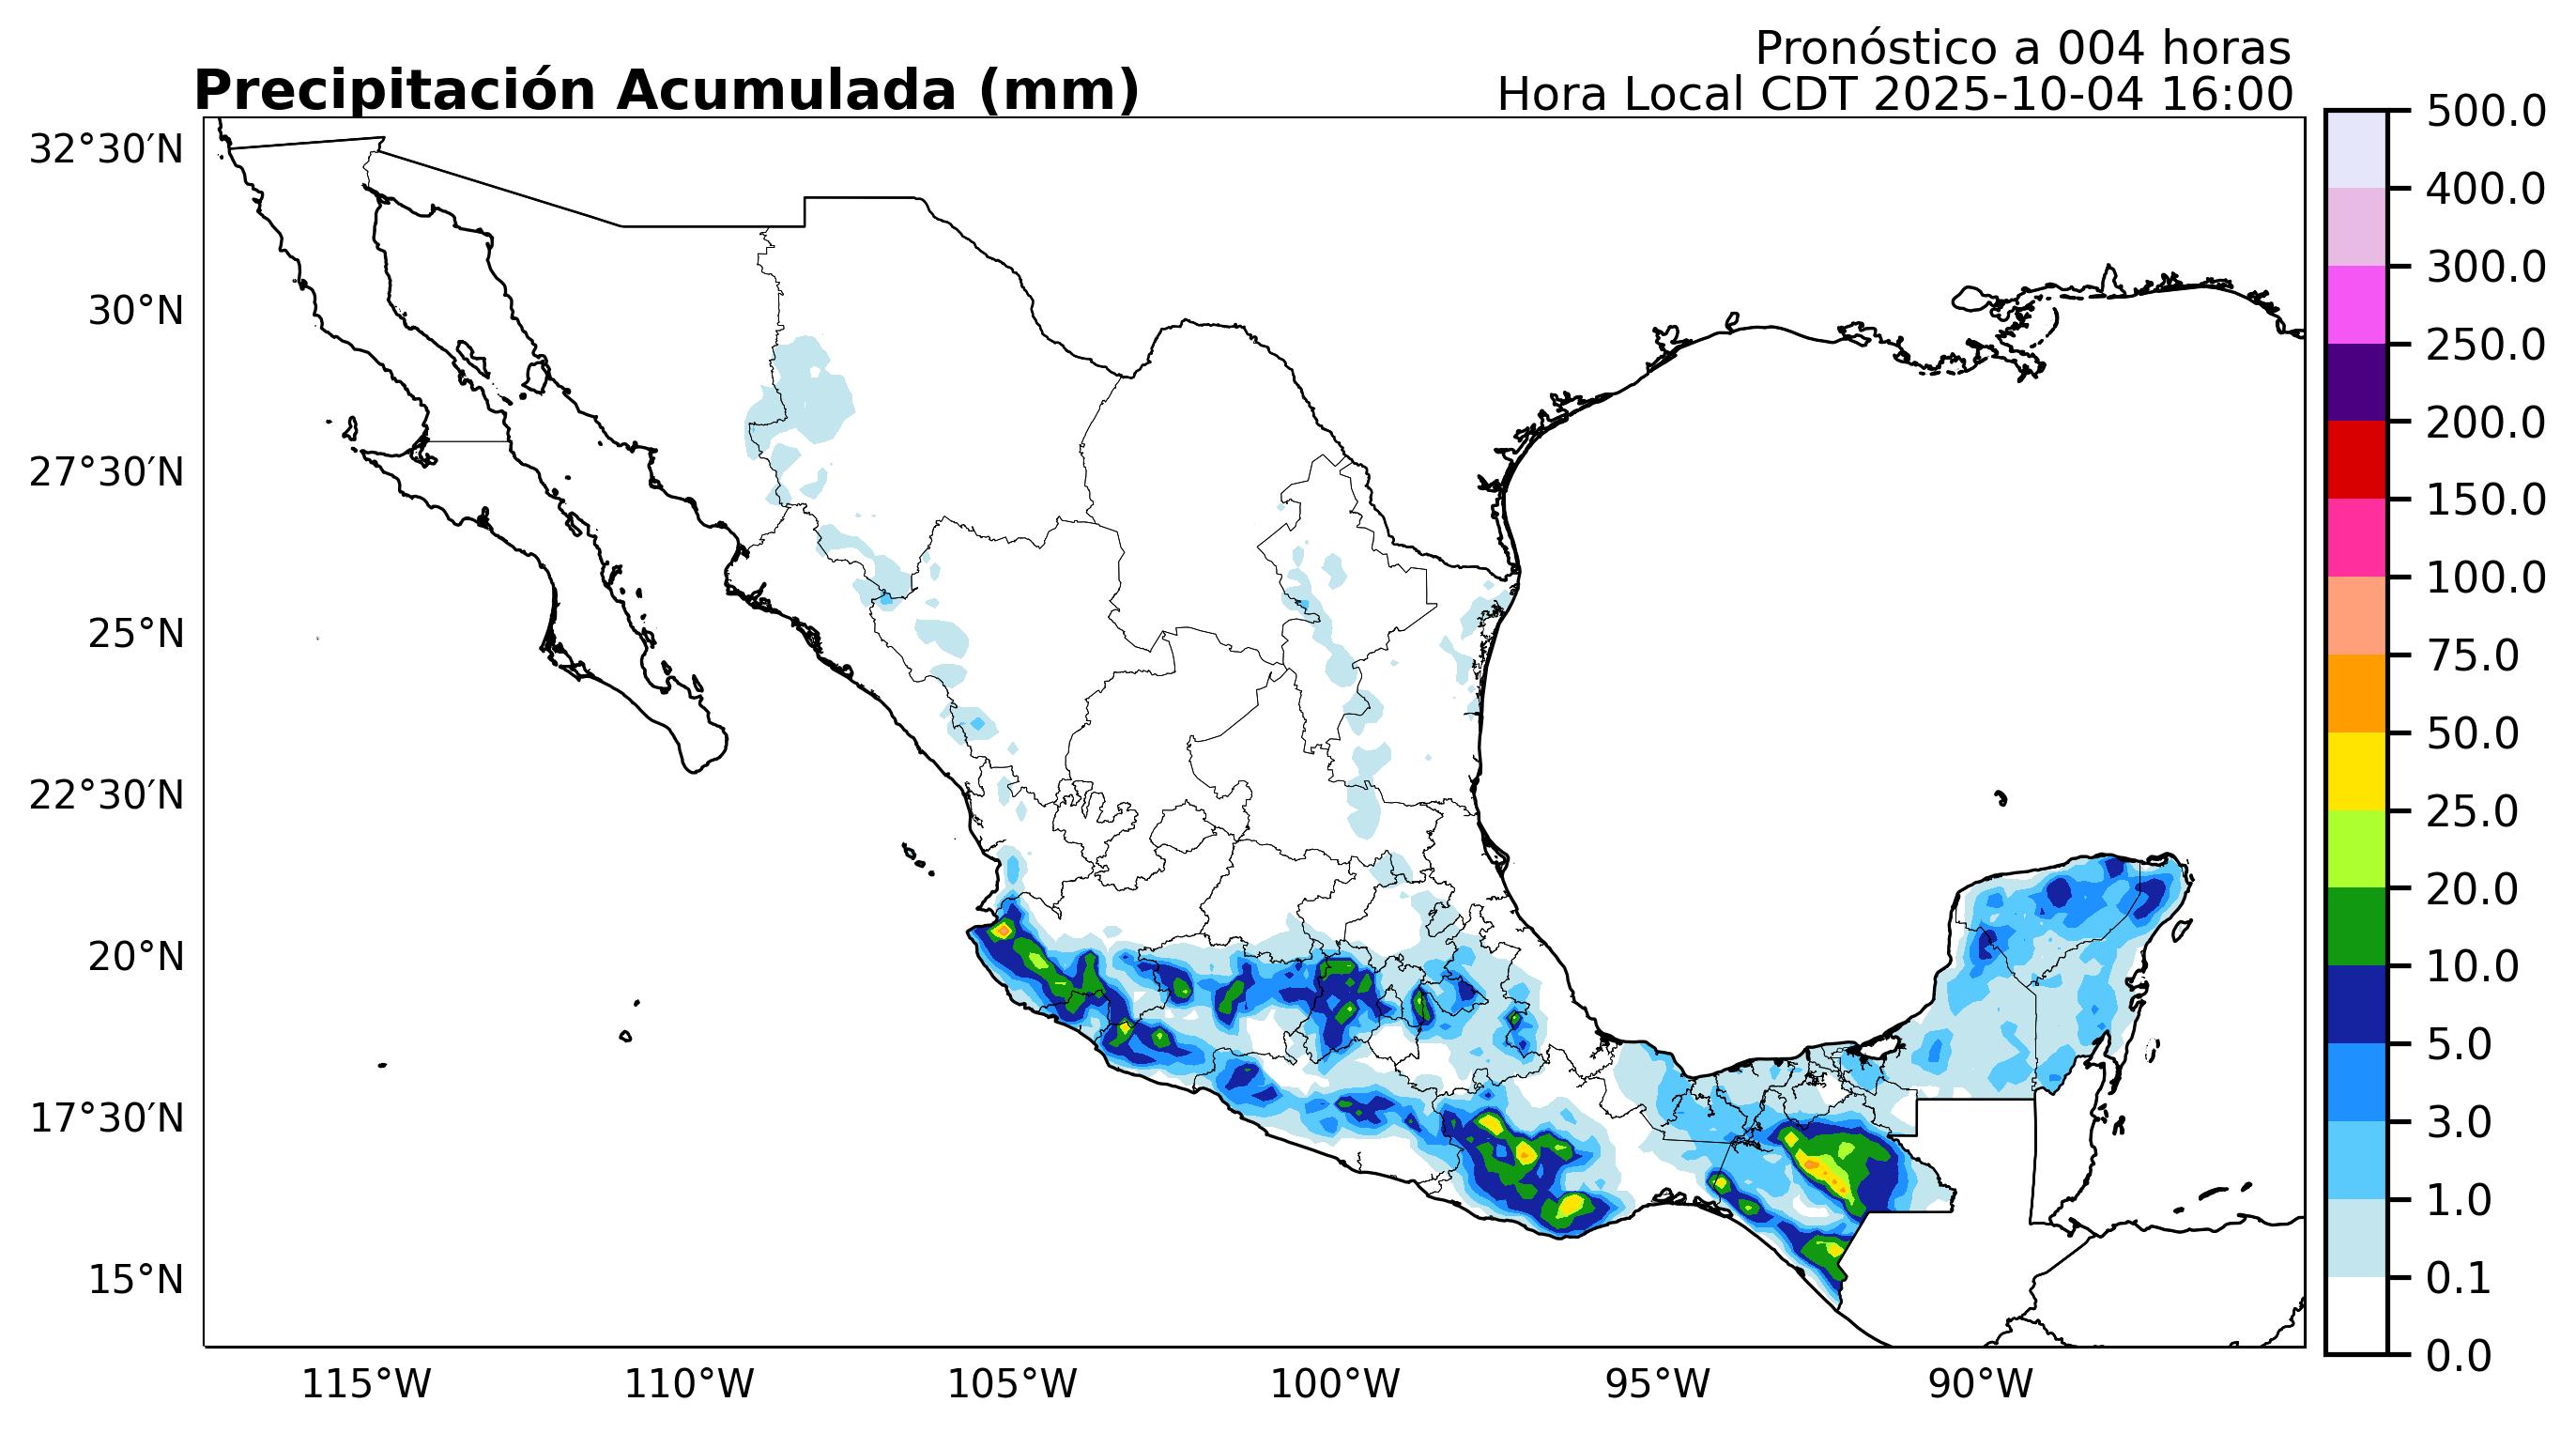 Pronóstico a 004 horas
Precipitación Acumulada (mm)
Hora Local CDT 2025-10-04 16:00
32°30′N
30°N
27°30′N
25°N
22°30′N
20°N
17°30′N
15°N
115°W
110°W
105°W
100°W
95°W
90°W
500.0
400.0
300.0
250.0
200.0
150.0
100.0
75.0
50.0
25.0
20.0
10.0
5.0
3.0
1.0
0.1
0.0